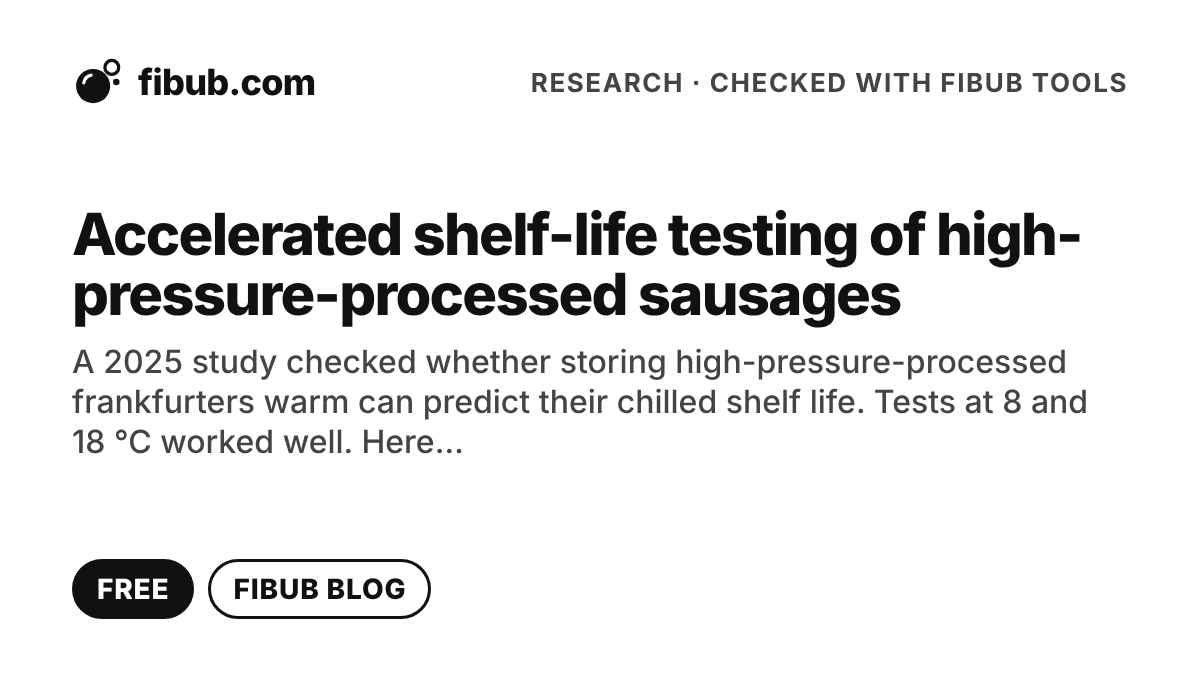 fibub.com
RESEARCH · CHECKED WITH FIBUB TOOLS
Accelerated shelf-life testing of high-
pressure-processed sausages
A 2025 study checked whether storing high-pressure-processed
frankfurters warm can predict their chilled shelf life. Tests at 8 and
18 °C worked well. Here…
FREE
FIBUB BLOG